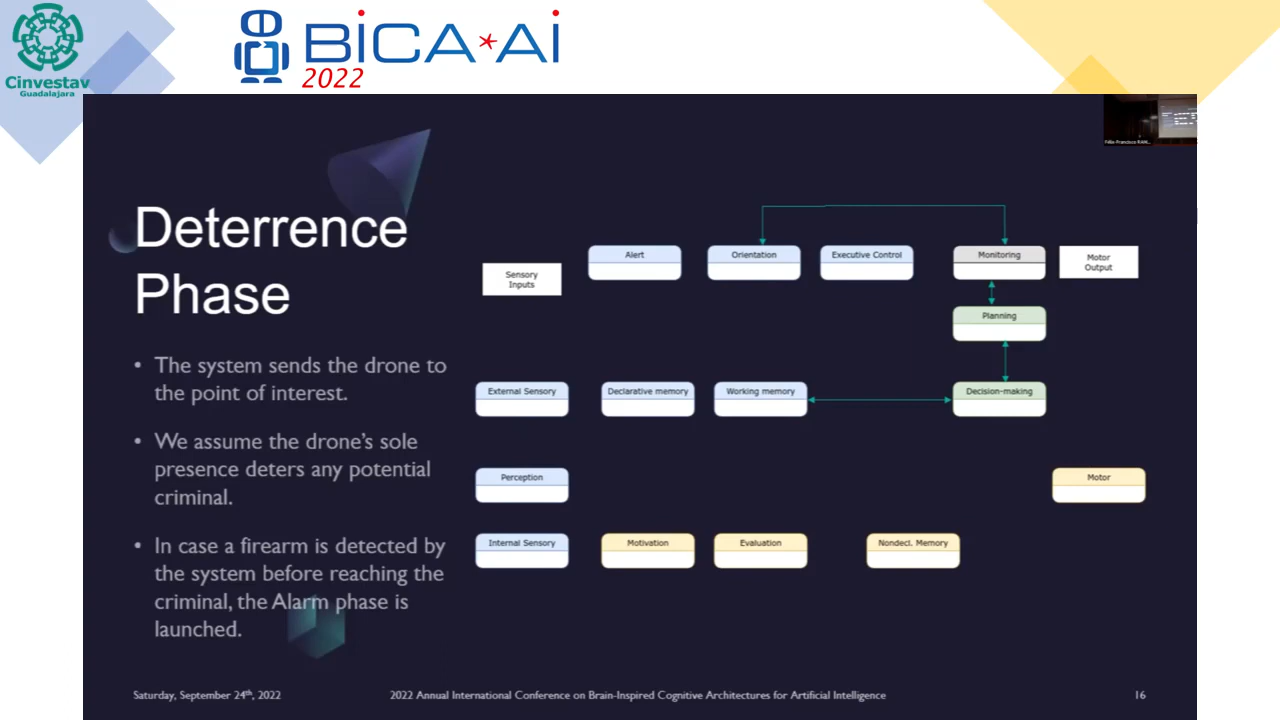 Cinvestav
Guadalajara
BiCA*Ai
2022
Deterrence
Phase
• The system sends the drone to
the point of interest.
• We assume the drone's sole
presence deters any potential
criminal.
• In case a firearm is detected by
the system before reaching the
criminal, the Alarm phase is
launched.
Sensory
Inputs
Alert
Orientation
Executive Control
Monitoring
Motor
Output
Planning
External Sensory
Declarative memory
Working memory
Decision-making
Perception
Motor
Internal Sensory
Motivation
Evaluation
Nondecl. Memory
Saturday, September 24th, 2022
2022 Annual International Conference on Brain-Inspired Cognitive Architectures for Artificial Intelligence
16